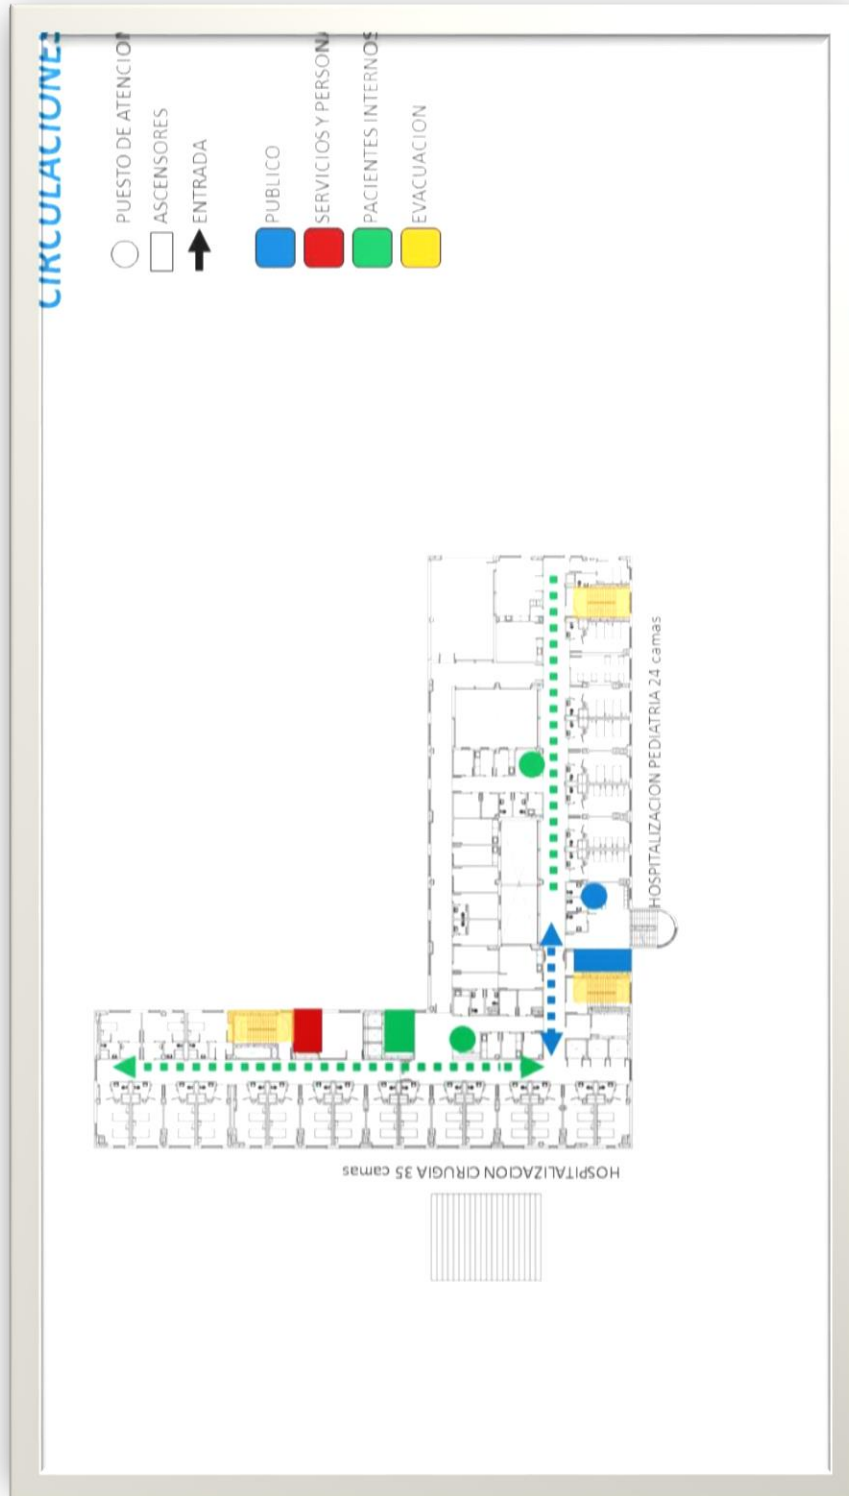 CIRCULACIONES
PUESTO DE ATENCION
ASCENSORES
ENTRADA
PUBLICO
SERVICIOS Y PERSONA
PACIENTES INTERNOS
EVACUACION
HOSPITALIZACION PEDIATRIA 24 camas
HOSPITALIZACION CIRUGIA 35 camas